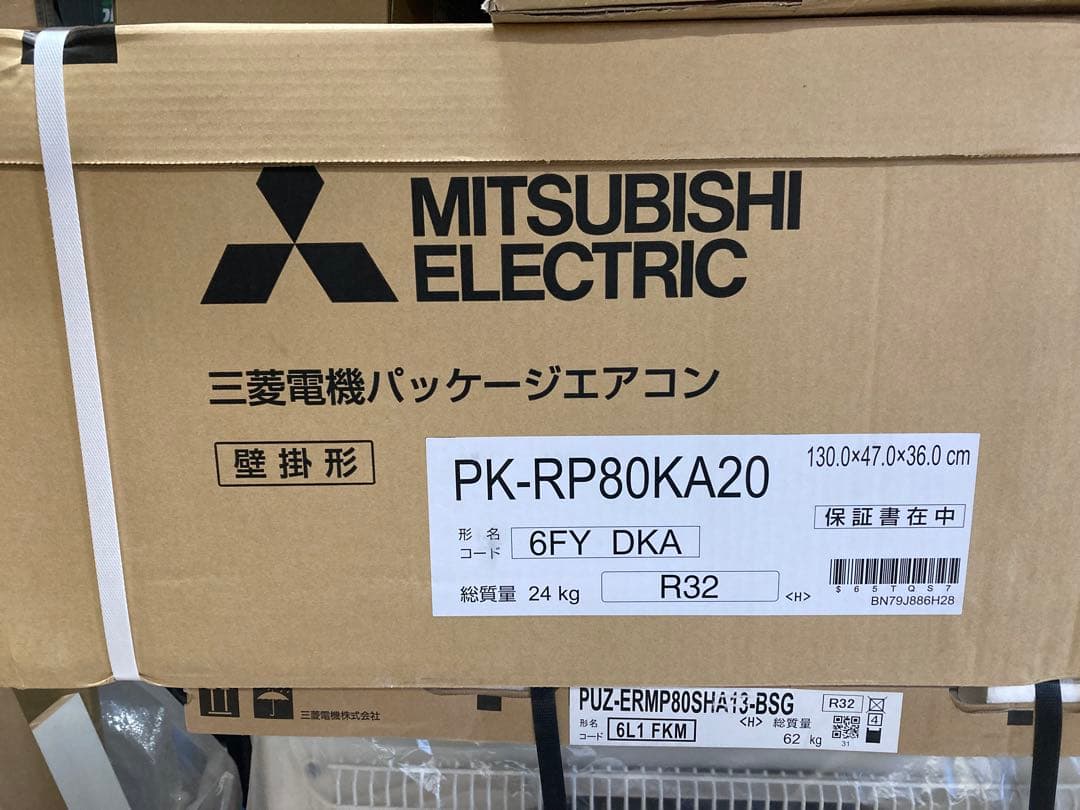 MITSUBISHI
ELECTRIC
三菱電機パッケージエアコン
壁掛形
PK-RP80KA20
130.0×47.0×36.0 cm
保証書在中
形名
コード
6FY DKA
総質量 24 kg
R32
<H>
$65TQS7
BN79J886H28
三菱電機株式会社
PUZ-ERMP80SHA13-BSG
R32
形名
コード
6L1 FKM
<H>
総質量
62 kg
4
31